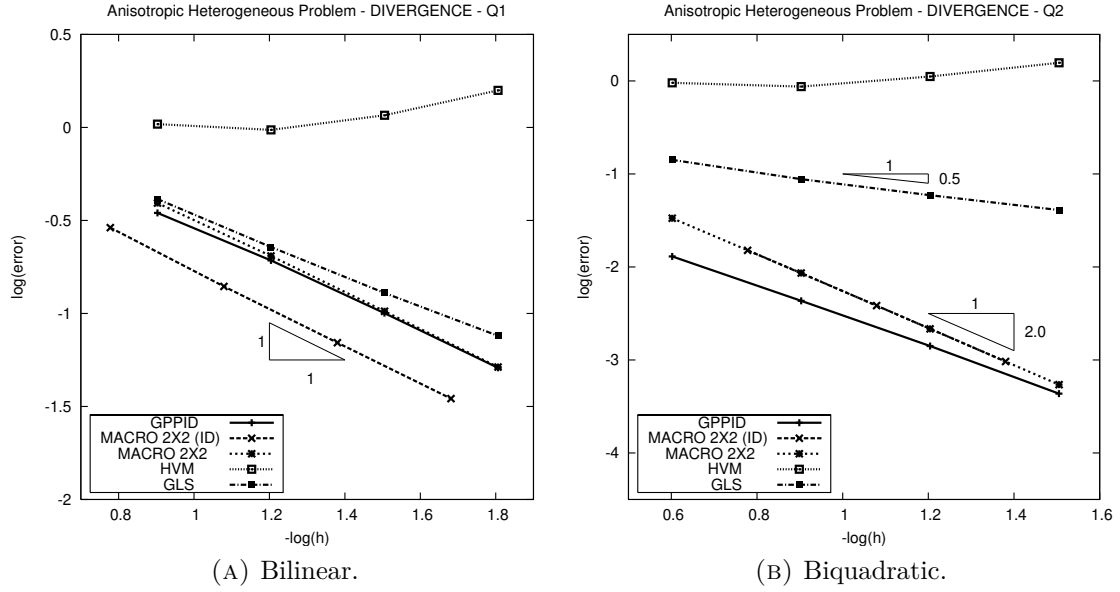 Anisotropic Heterogeneous Problem - DIVERGENCE - Q1
0.5
0
-0.5
-1
-1.5
-2
log(error)
1
1
GPPID
MACRO 2X2 (ID)
MACRO 2X2
HVM
GLS
0.8 1 1.2 1.4 1.6 1.8
-log(h)
(A) Bilinear.
Anisotropic Heterogeneous Problem - DIVERGENCE - Q2
0
-1
-2
-3
-4
log(error)
1
0.5
1
2.0
GPPID
MACRO 2X2 (ID)
MACRO 2X2
HVM
GLS
0.6 0.8 1 1.2 1.4 1.6
-log(h)
(B) Biquadratic.